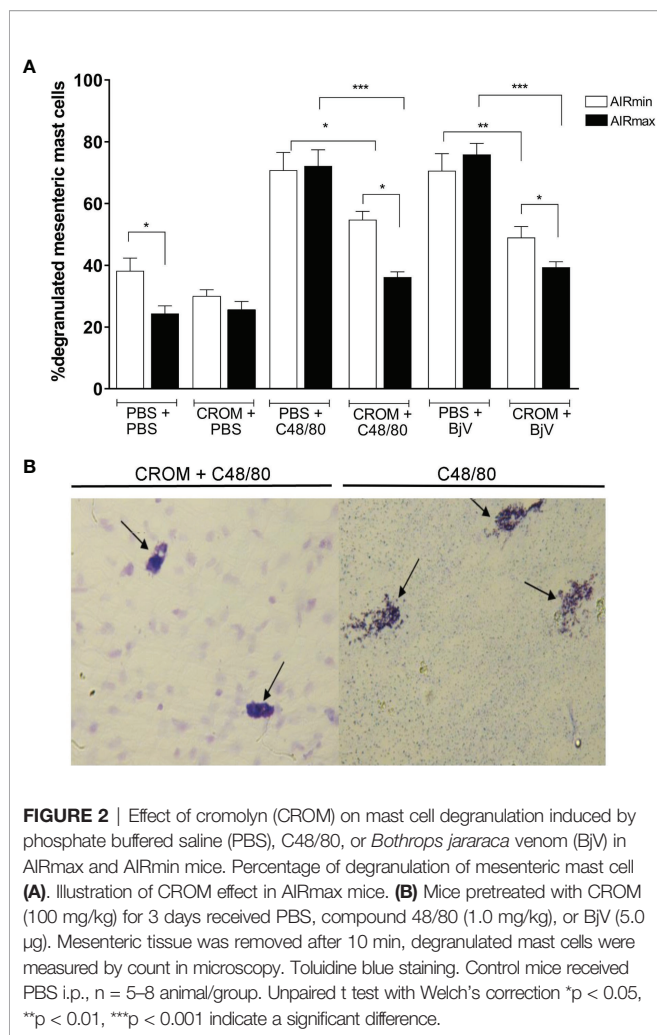 A
100
80
60
40
20
0
%degranulated mesenteric mast cells
AIRmin
AIRmax
*
*
***
*
**
***
*
PBS +
PBS
CROM +
PBS
PBS +
C48/80
CROM +
C48/80
PBS +
BjV
CROM +
BjV
B
CROM + C48/80
C48/80
FIGURE 2 | Effect of cromolyn (CROM) on mast cell degranulation induced by
phosphate buffered saline (PBS), C48/80, or Bothrops jararaca venom (BjV) in
AIRmax and AIRmin mice. Percentage of degranulation of mesenteric mast cell
(A). Illustration of CROM effect in AIRmax mice. (B) Mice pretreated with CROM
(100 mg/kg) for 3 days received PBS, compound 48/80 (1.0 mg/kg), or BjV (5.0
µg). Mesenteric tissue was removed after 10 min, degranulated mast cells were
measured by count in microscopy. Toluidine blue staining. Control mice received
PBS i.p., n = 5–8 animal/group. Unpaired t test with Welch's correction *p < 0.05,
**p < 0.01, ***p < 0.001 indicate a significant difference.